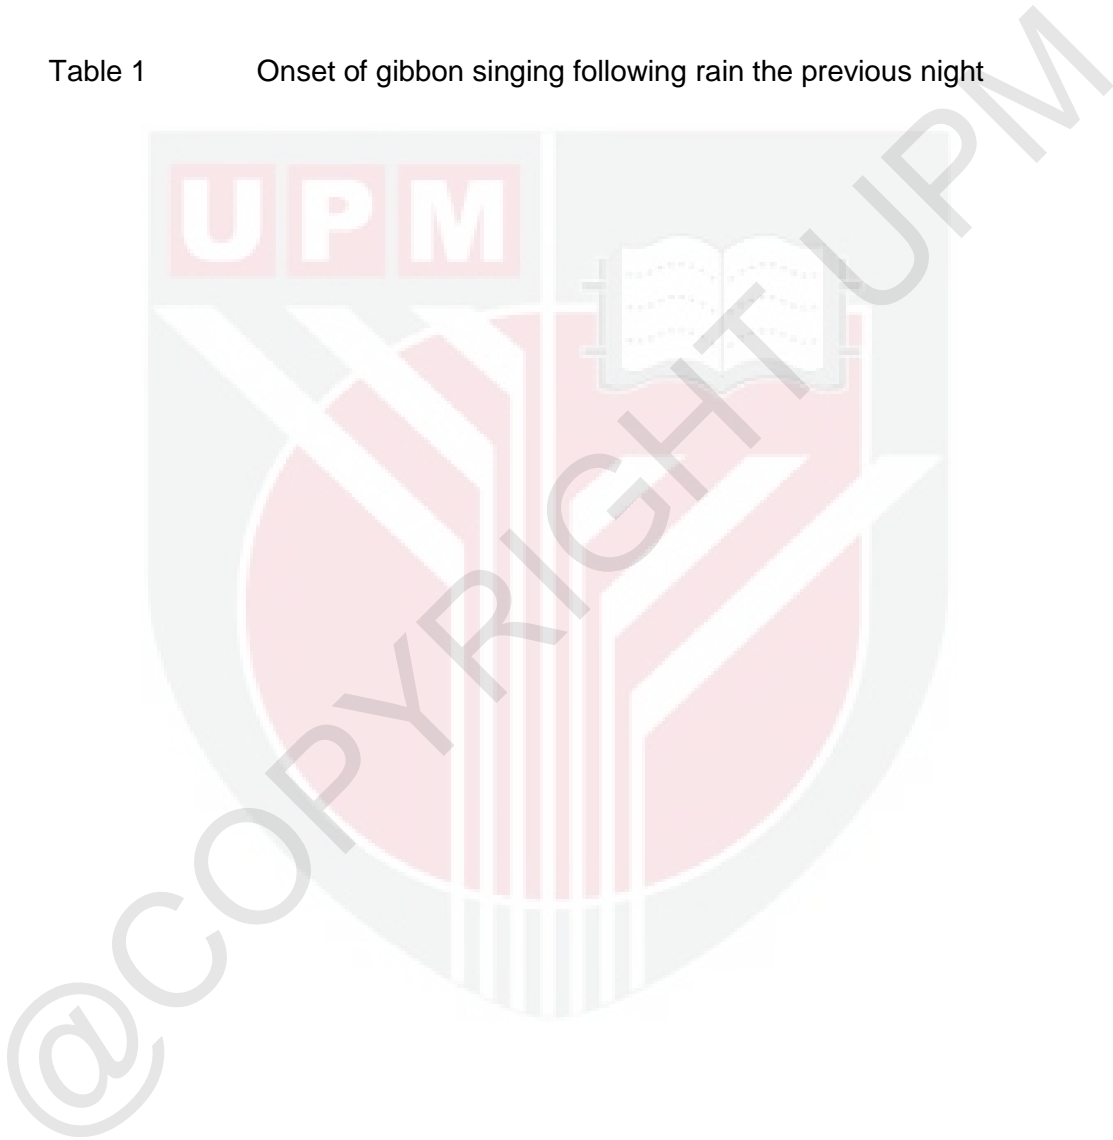 Table 1 Onset of gibbon singing following rain the previous night
UPM
@COPYRIGHT UPM